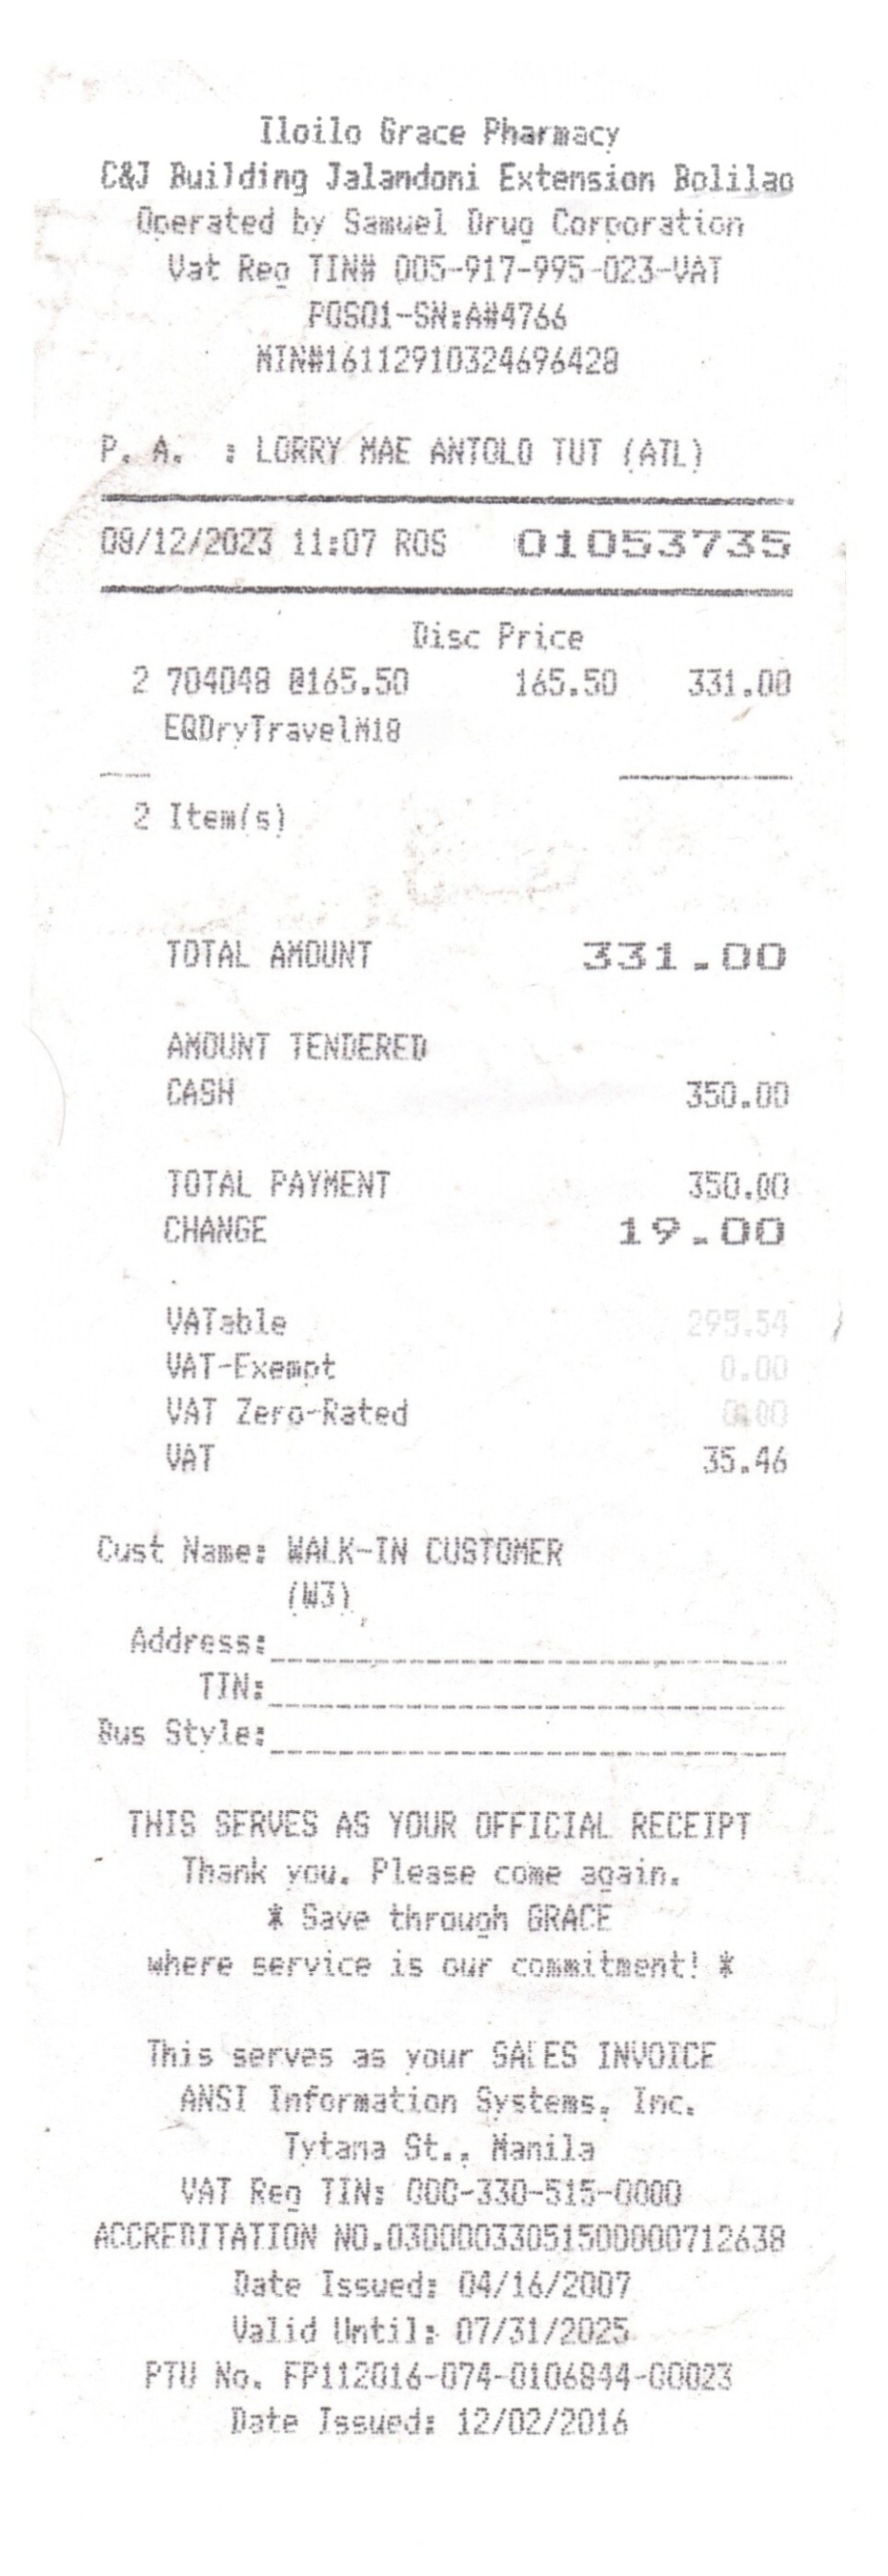 Iloilo Grace Pharmacy
C&J Building Jalandoni Extension Bolilao
Operated by Samuel Drug Corporation
Vat Reg TIN# 005-917-995-023-VAT
POS01-SN:A#4766
MIN#16112910324696428
P. A. : LORRY MAE ANTOLO TUT (ATL)
08/12/2023 11:07 ROS 01053735
Disc Price
2 704048 @165.50 165.50 331.00
EQDryTravelM18
2 Item(s)
TOTAL AMOUNT 331.00
AMOUNT TENDERED
CASH 350.00
TOTAL PAYMENT 350.00
CHANGE 19.00
VATable 295.54
VAT-Exempt 0.00
VAT Zero-Rated 0.00
VAT 35.46
Cust Name: WALK-IN CUSTOMER
(W3)
Address:
TIN:
Bus Style:
THIS SERVES AS YOUR OFFICIAL RECEIPT
Thank you. Please come again.
* Save through GRACE
where service is our commitment! *
This serves as your SALES INVOICE
ANSI Information Systems, Inc.
Tytana St., Manila
VAT Reg TIN: 000-330-515-0000
ACCREDITATION NO.030000330515000000712638
Date Issued: 04/16/2007
Valid Until: 07/31/2025
PTU No. FP112016-074-0106844-00023
Date Issued: 12/02/2016